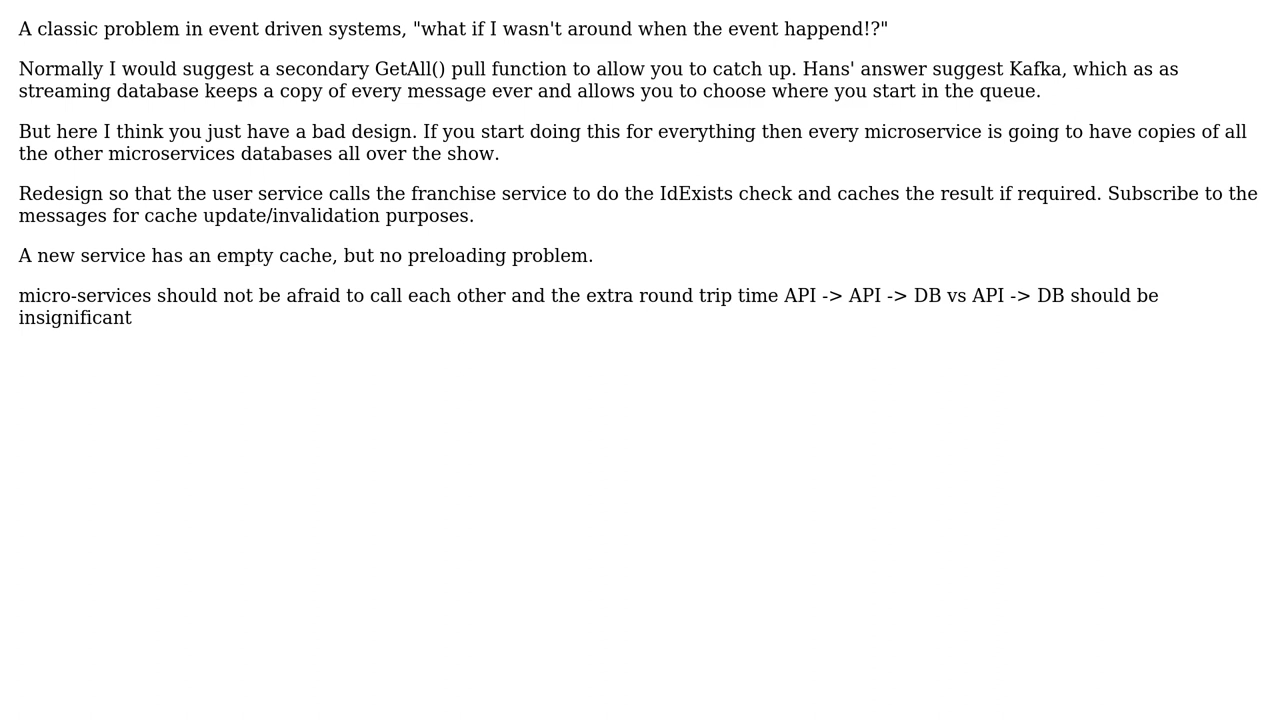 A classic problem in event driven systems, "what if I wasn't around when the event happend!?"
Normally I would suggest a secondary GetAll() pull function to allow you to catch up. Hans' answer suggest Kafka, which as as
streaming database keeps a copy of every message ever and allows you to choose where you start in the queue.
But here I think you just have a bad design. If you start doing this for everything then every microservice is going to have copies of all
the other microservices databases all over the show.
Redesign so that the user service calls the franchise service to do the IdExists check and caches the result if required. Subscribe to the
messages for cache update/invalidation purposes.
A new service has an empty cache, but no preloading problem.
micro-services should not be afraid to call each other and the extra round trip time API -> API -> DB vs API -> DB should be
insignificant